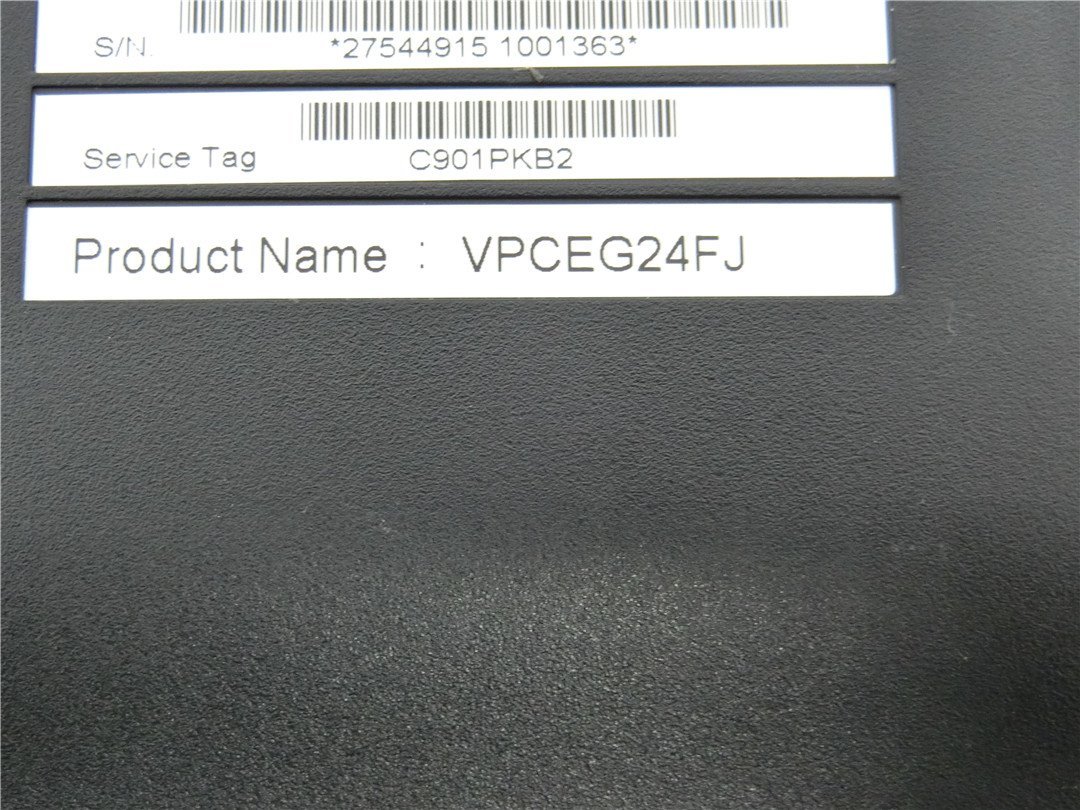 S/N. *27544915 1001363*
Service Tag C901PKB2
Product Name : VPCEG24FJ